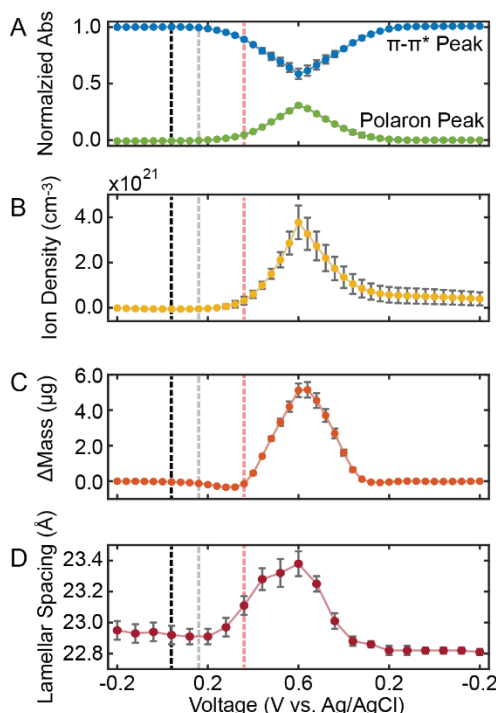 A
Normalzied Abs
1.0
0.5
0.0
π-π* Peak
Polaron Peak
B
x10²¹
Ion Density (cm⁻³)
4.0
2.0
0.0
C
ΔMass (µg)
6.0
4.0
2.0
0.0
D
Lamellar Spacing (Å)
23.4
23.2
23.0
22.8
-0.2 0.2 0.6 0.2 -0.2
Voltage (V vs. Ag/AgCl)